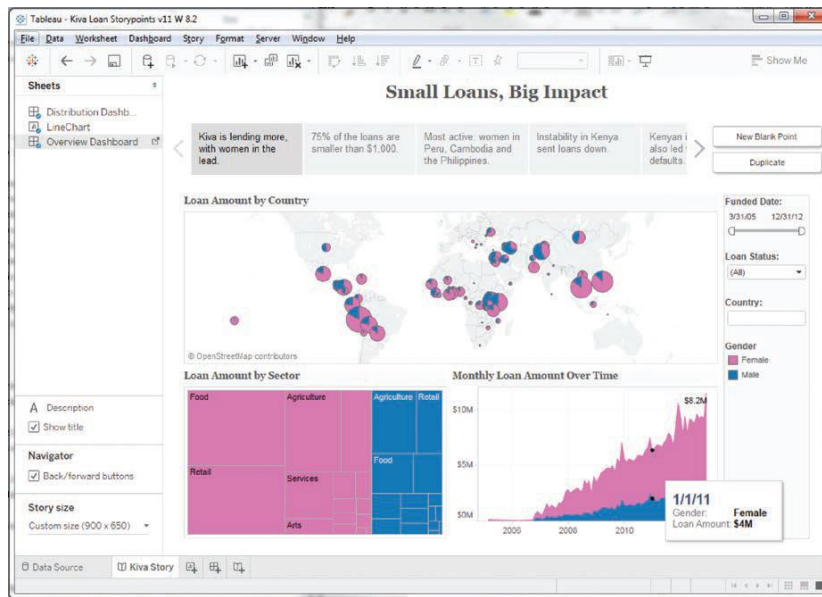 Tableau - Kiva Loan Storypoints v11 W 8.2
File Data Worksheet Dashboard Story Format Server Window Help
Show Me
Sheets
Distribution Dashb...
LineChart
Overview Dashboard
Small Loans, Big Impact
Kiva is lending more,
with women in the
lead.
75% of the loans are
smaller than $1,000.
Most active: women in
Peru, Cambodia and
the Philippines.
Instability in Kenya
sent loans down.
Kenyan i
also led
defaults.
New Blank Point
Duplicate
Loan Amount by Country
© OpenStreetMap contributors
Funded Date:
3/31/05 12/31/12
Loan Status:
(All)
Country:
Gender
Female
Male
Loan Amount by Sector
Food
Agriculture
Agriculture
Retail
Food
Retail
Services
Arts
Monthly Loan Amount Over Time
$8.2M
$10M
$5M
$0M
2006 2008 2010
1/1/11
Gender: Female
Loan Amount: $4M
A Description
Show title
Navigator
Back/forward buttons
Story size
Custom size (900 x 650)
Data Source
Kiva Story